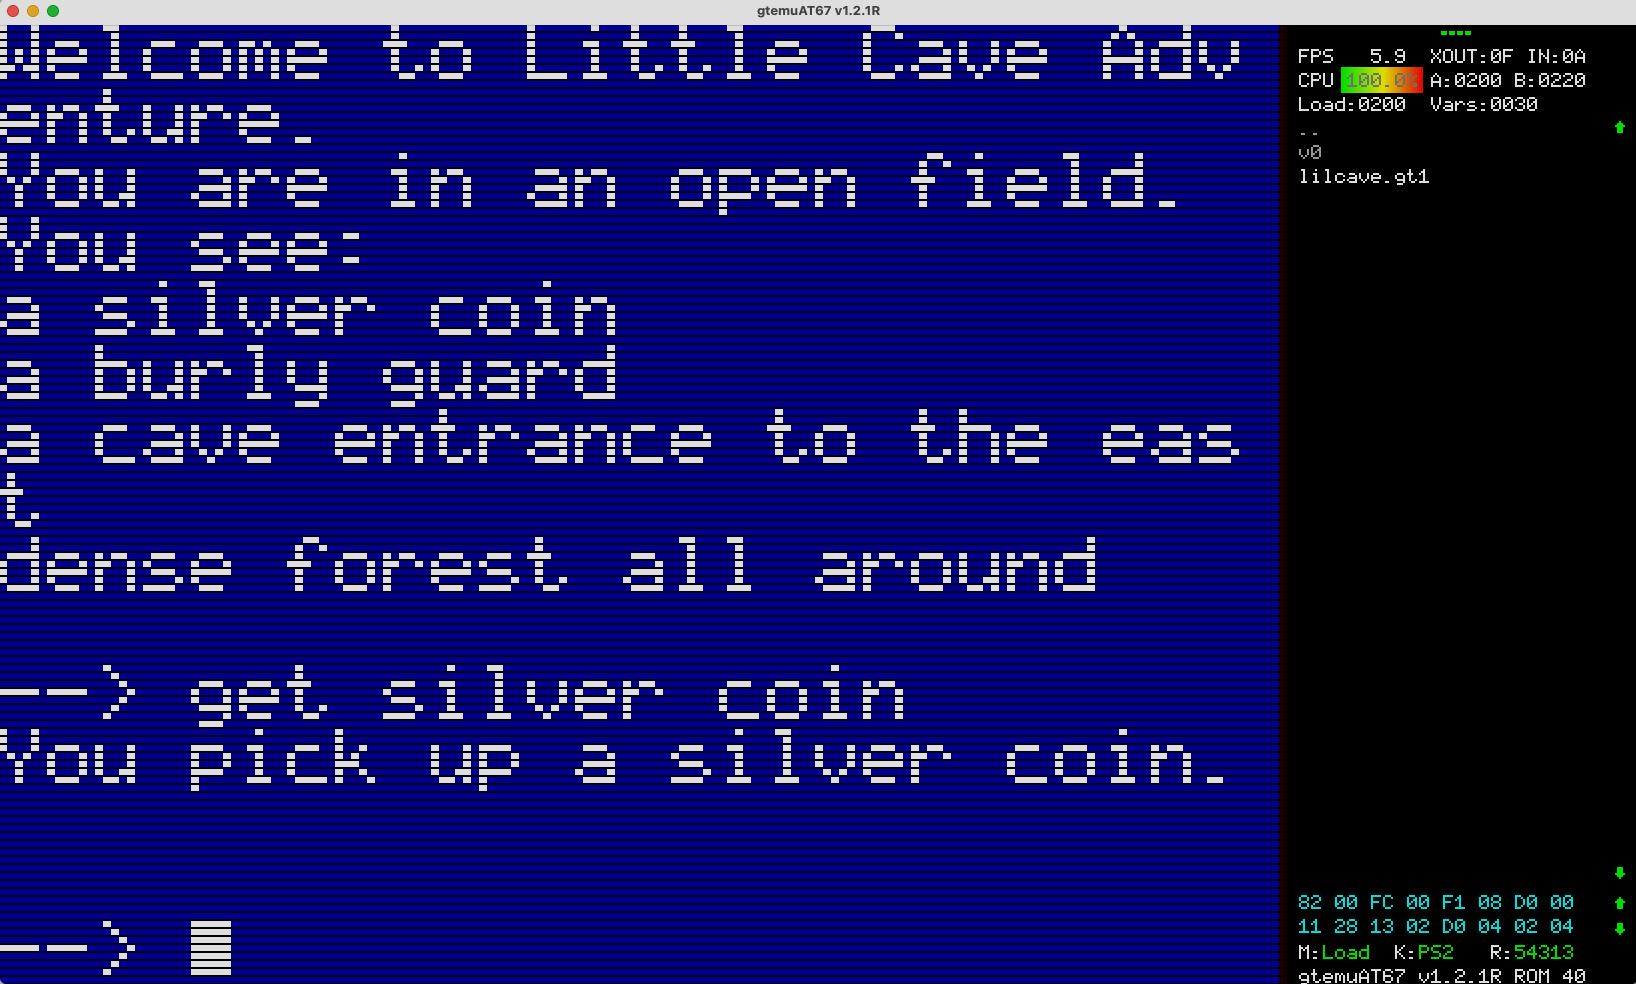 gtemuAT67 v1.2.1R
Welcome to Little Cave Adv
enture.
You are in an open field.
You see:
a silver coin
a burly guard
a cave entrance to the eas
t
dense forest all around
--> get silver coin
You pick up a silver coin.
-->
FPS 5.9 XOUT:0F IN:0A
CPU 100.0% A:0200 B:0220
Load:0200 Vars:0030
..
v0
lilcave.gt1
82 00 FC 00 F1 08 D0 00
11 28 13 02 D0 04 02 04
M:Load K:PS2 R:54313
gtemuAT67 v1.2.1R ROM 40